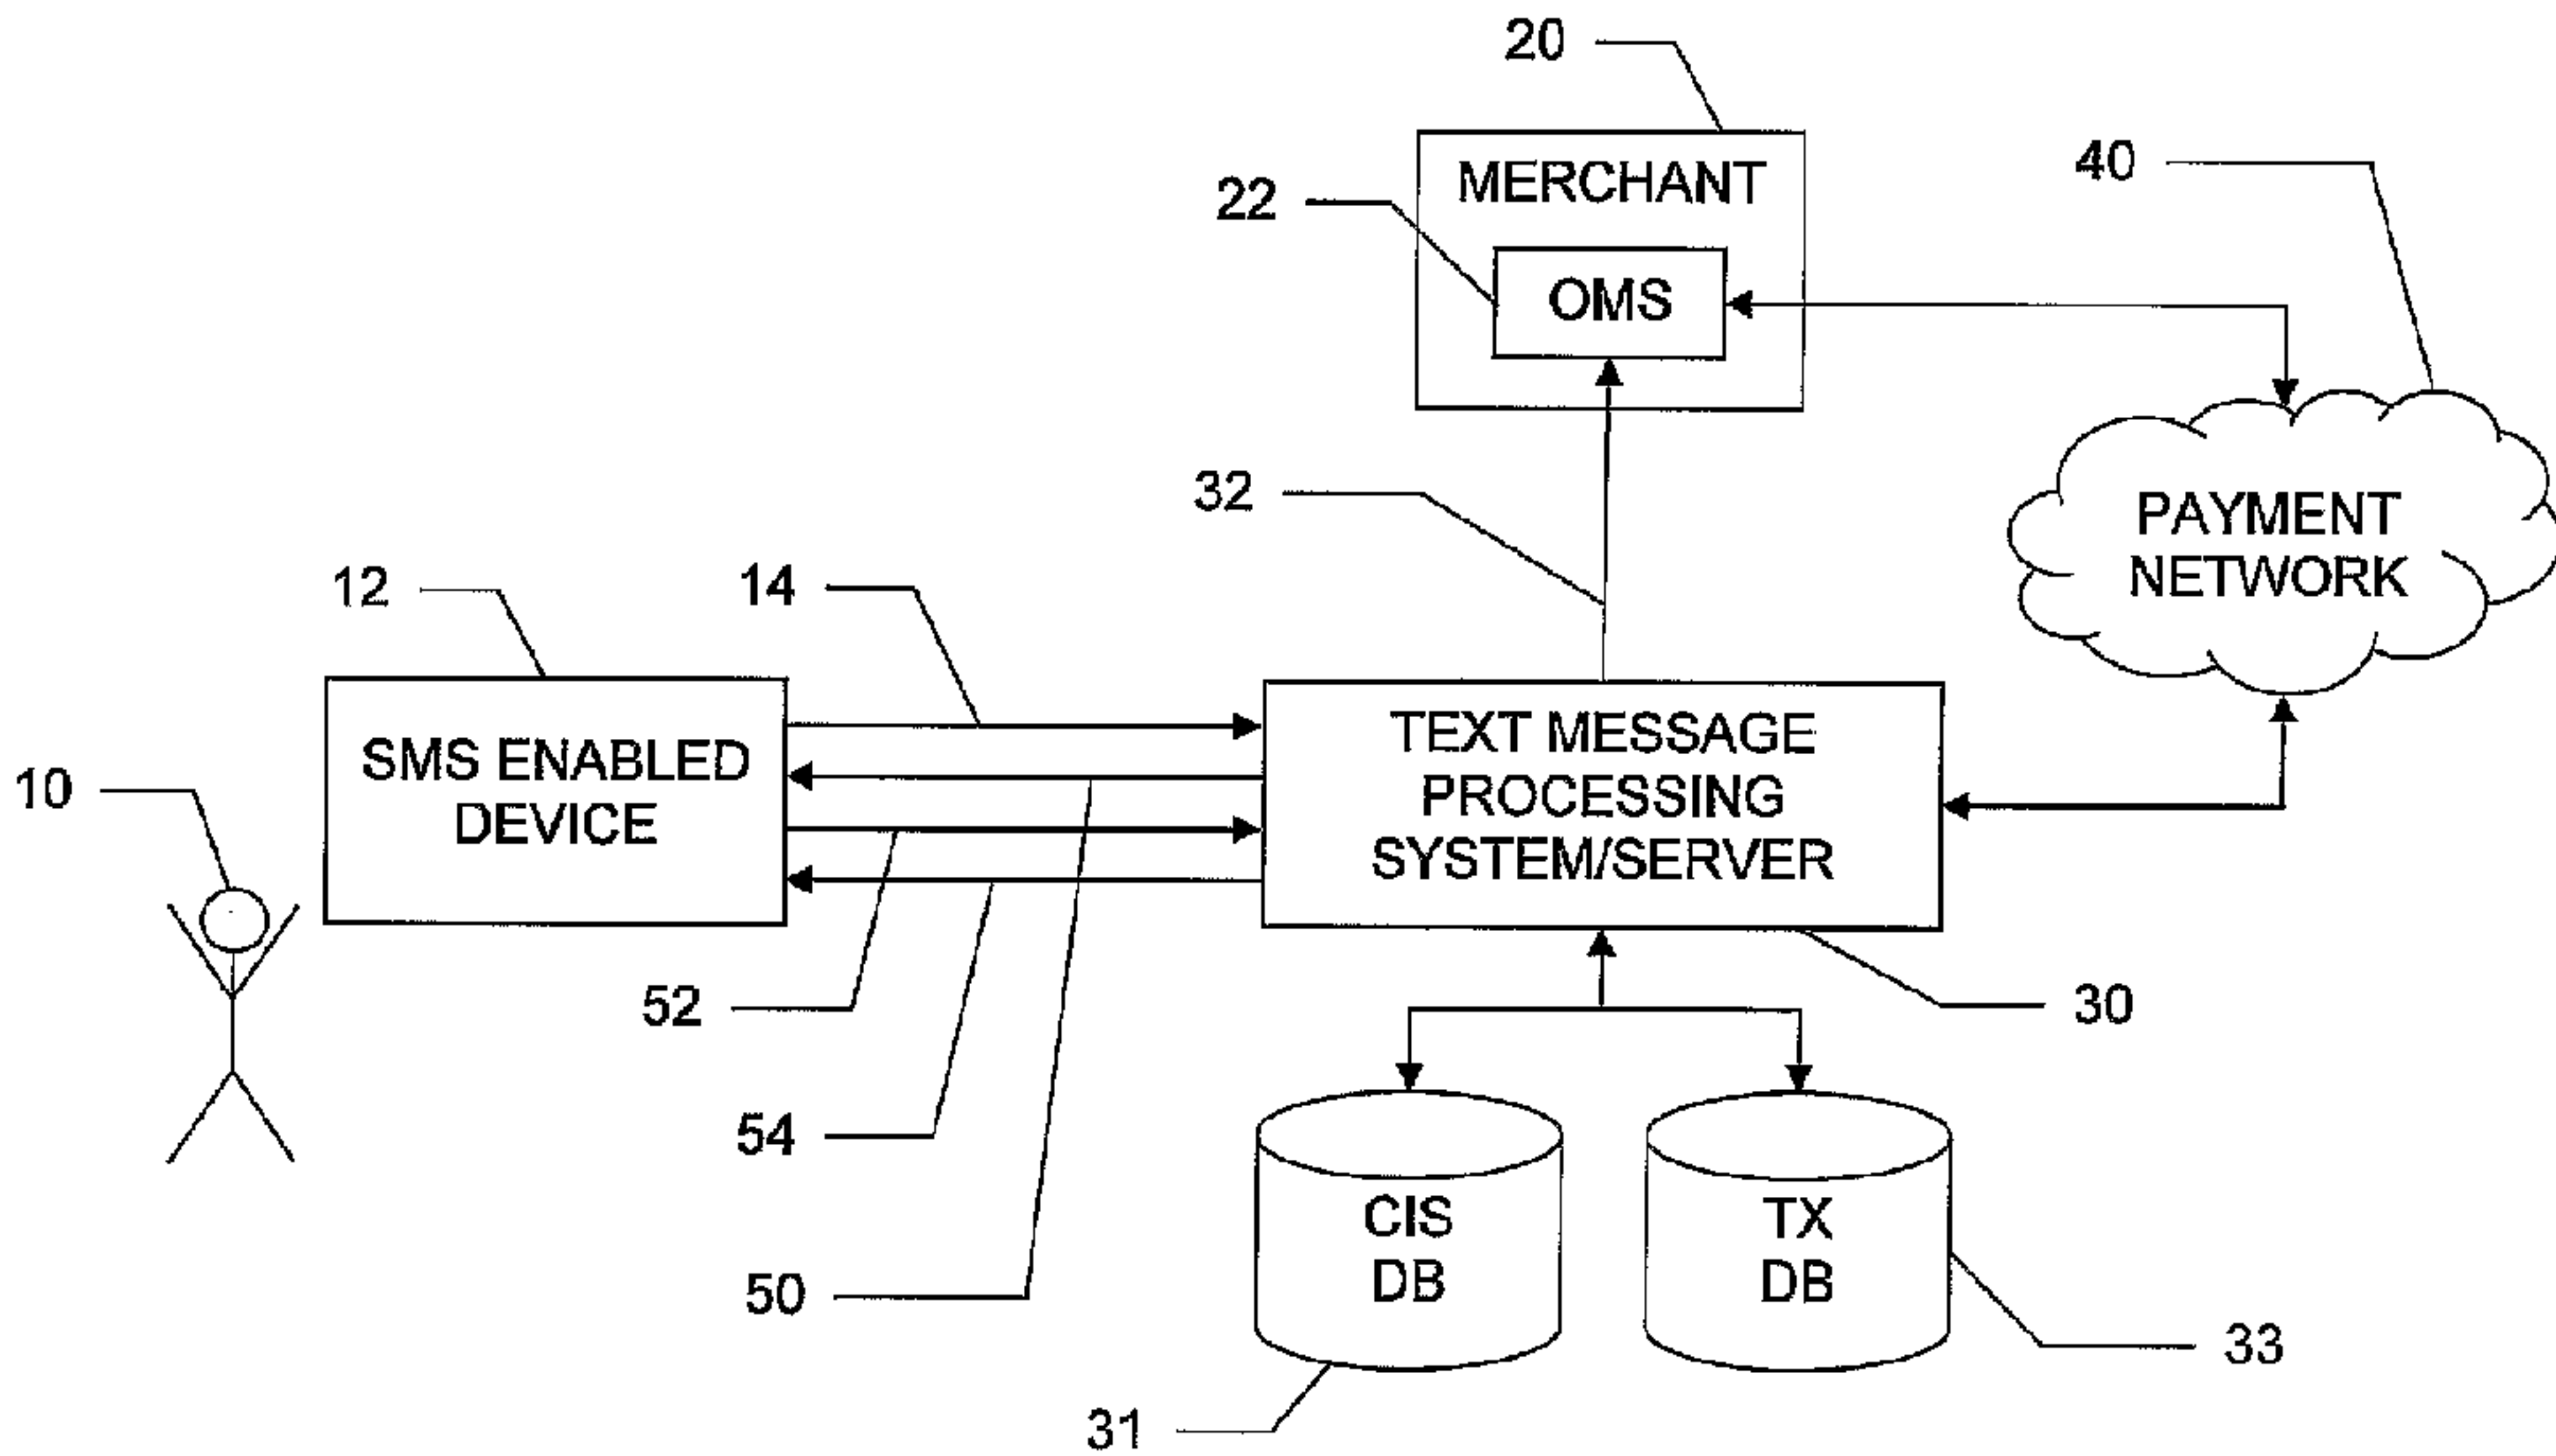 20
MERCHANT
40
22
OMS
32
PAYMENT
NETWORK
12
14
SMS ENABLED
DEVICE
TEXT MESSAGE
PROCESSING
SYSTEM/SERVER
10
52
30
54
CIS
DB
TX
DB
50
33
31